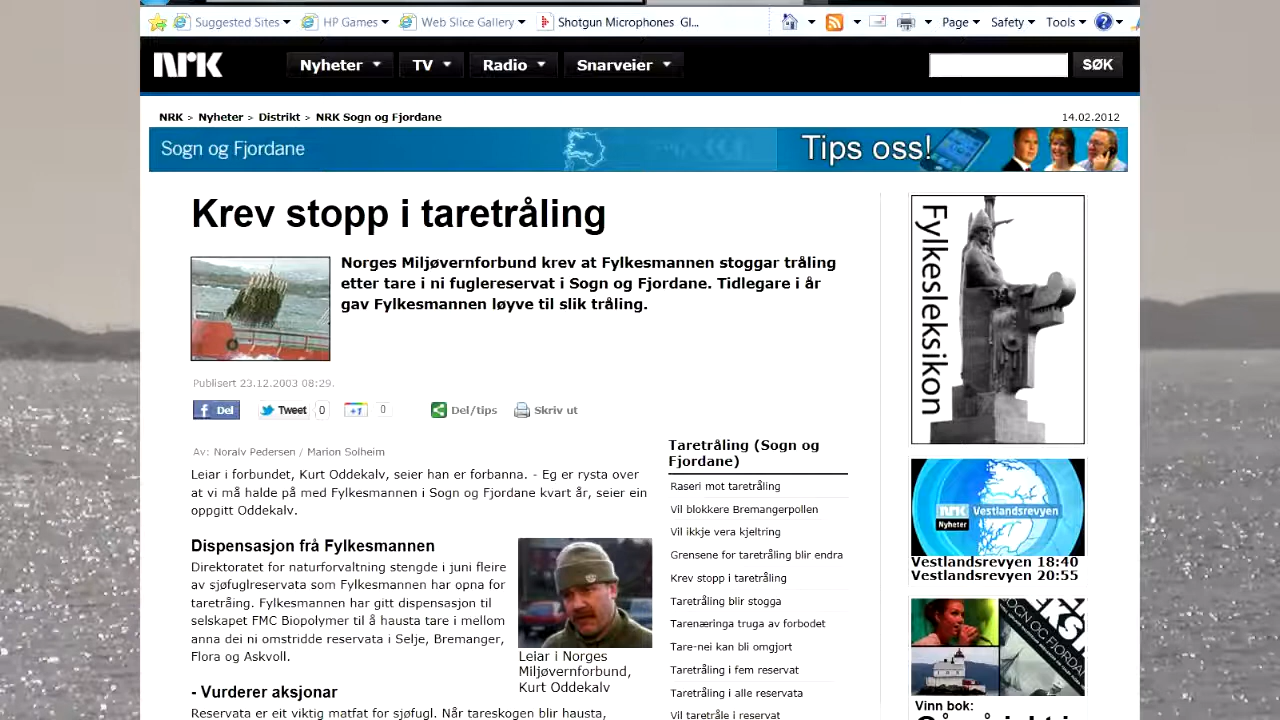 Suggested Sites HP Games Web Slice Gallery Shotgun Microphones Gl... Page Safety Tools
NRK Nyheter TV Radio Snarveier SØK
NRK > Nyheter > Distrikt > NRK Sogn og Fjordane 14.02.2012
Sogn og Fjordane Tips oss!
Krev stopp i taretråling
Norges Miljøvernforbund krev at Fylkesmannen stoggar tråling
etter tare i ni fuglereservat i Sogn og Fjordane. Tidlegare i år
gav Fylkesmannen løyve til slik tråling.
Publisert 23.12.2003 08:29.
Del Tweet 0 +1 0 Del/tips Skriv ut
Av: Noralv Pedersen / Marion Solheim
Leiar i forbundet, Kurt Oddekalv, seier han er forbanna. - Eg er rysta over
at vi må halde på med Fylkesmannen i Sogn og Fjordane kvart år, seier ein
oppgitt Oddekalv.
Dispensasjon frå Fylkesmannen
Direktoratet for naturforvaltning stengde i juni fleire
av sjøfuglreservata som Fylkesmannen har opna for
taretråing. Fylkesmannen har gitt dispensasjon til
selskapet FMC Biopolymer til å hausta tare i mellom
anna dei ni omstridde reservata i Selje, Bremanger,
Flora og Askvoll.
Leiar i Norges
Miljøvernforbund,
Kurt Oddekalv
- Vurderer aksjonar
Reservata er eit viktig matfat for sjøfugl. Når tareskogen blir hausta,
Taretråling (Sogn og
Fjordane)
Raseri mot taretråling
Vil blokkere Bremangerpollen
Vil ikkje vera kjeltring
Grensene for taretråling blir endra
Krev stopp i taretråling
Taretråling blir stogga
Tarenæringa truga av forbodet
Tare-nei kan bli omgjort
Taretråling i fem reservat
Taretråling i alle reservata
Vil taretråle i reservat
Fylkesleksikon
NRK Vestlandsrevyen
Nyheter
Vestlandsrevyen 18:40
Vestlandsrevyen 20:55
SOGN OG FJORDANE
Vinn bok: